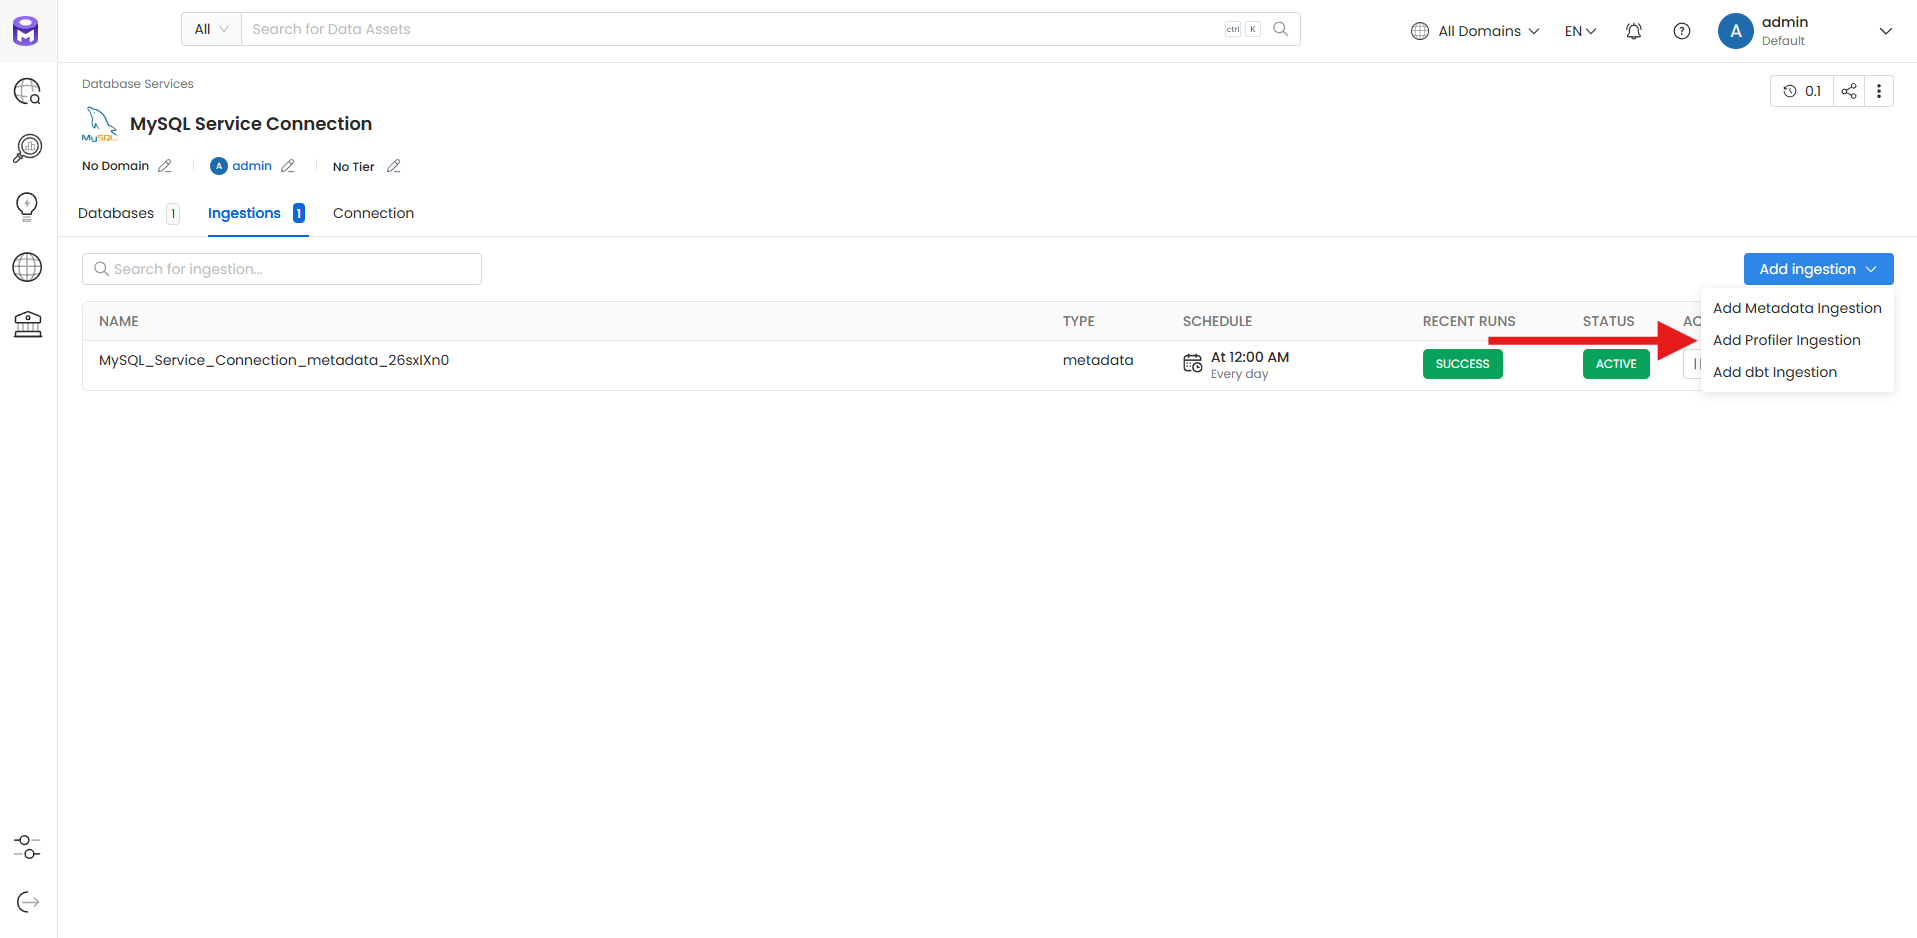 All
Search for Data Assets
ctrl K
All Domains
EN
A
admin
Default
Database Services
0.1
MySQL
MySQL Service Connection
No Domain
A admin
No Tier
Databases 1
Ingestions 1
Connection
Search for ingestion...
Add ingestion
Add Metadata Ingestion
Add Profiler Ingestion
Add dbt Ingestion
NAME TYPE SCHEDULE RECENT RUNS STATUS AC
MySQL_Service_Connection_metadata_26sxIXn0 metadata At 12:00 AM SUCCESS ACTIVE
Every day